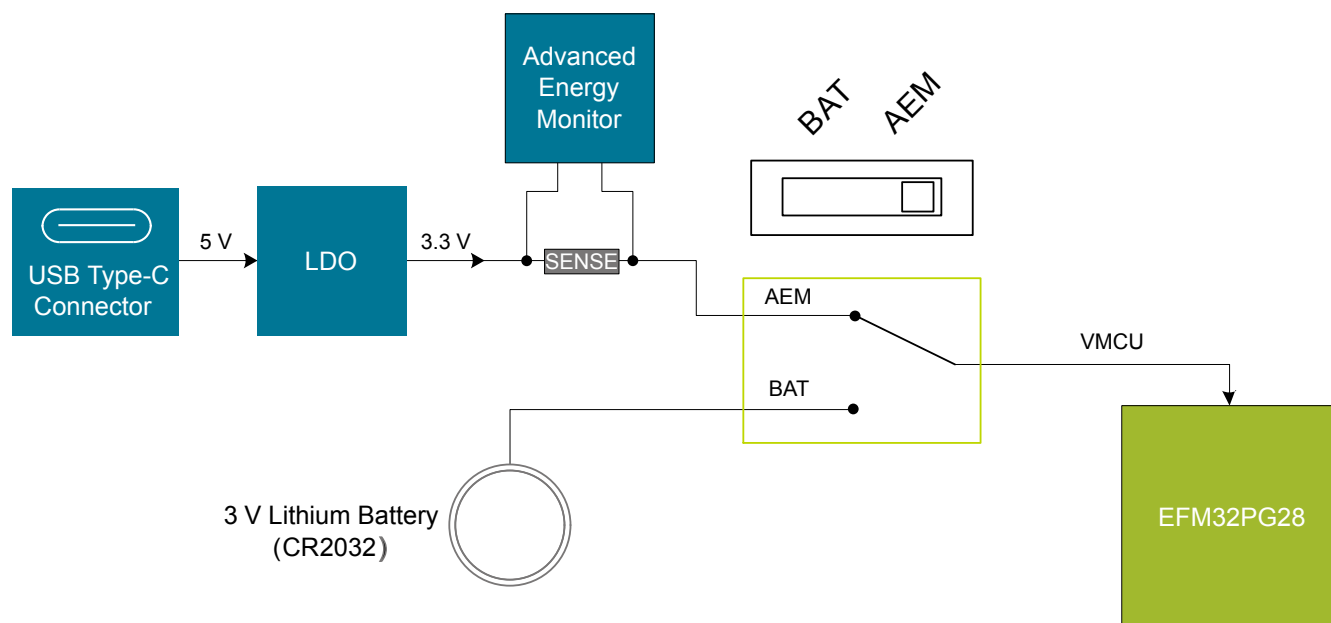 Advanced
Energy
Monitor
BAT
AEM
USB Type-C
Connector
5 V
LDO
3.3 V
SENSE
AEM
BAT
VMCU
3 V Lithium Battery
(CR2032)
EFM32PG28